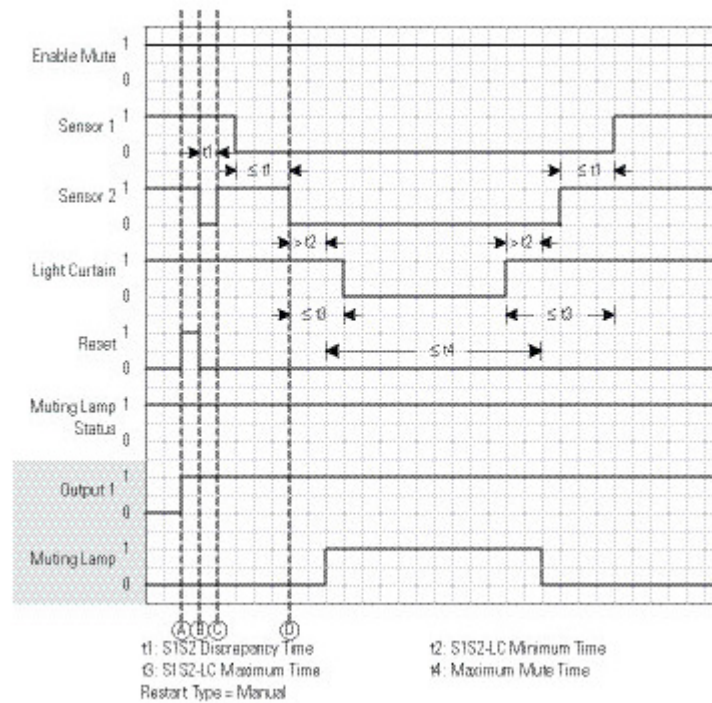 Enable Mute 1
0
Sensor 1 1
0
t1
≤ t1
≤ t1
Sensor 2 1
0
> t2
> t2
Light Curtain 1
0
≤ t3
≤ t3
Reset 1
0
≤ t4
Muting Lamp Status 1
0
Output 1 1
0
Muting Lamp 1
0
A B C D
t1: S1S2 Discrepancy Time
t2: S1S2-LC Minimum Time
t3: S1S2-LC Maximum Time
t4: Maximum Mute Time
Restart Type = Manual